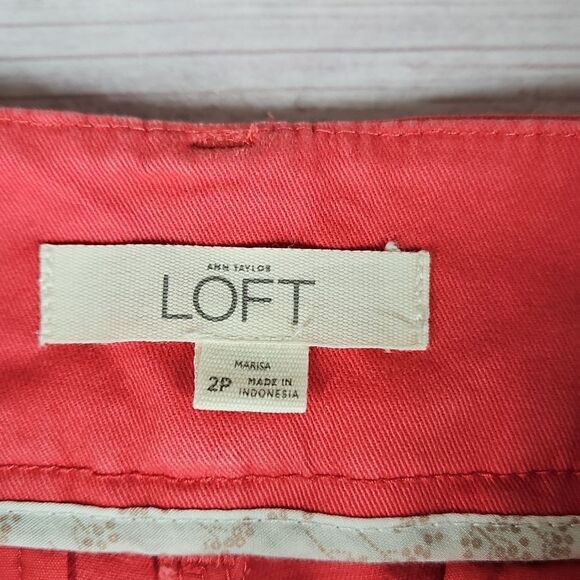 ANN TAYLOR
LOFT
MARISA
2P MADE IN
INDONESIA